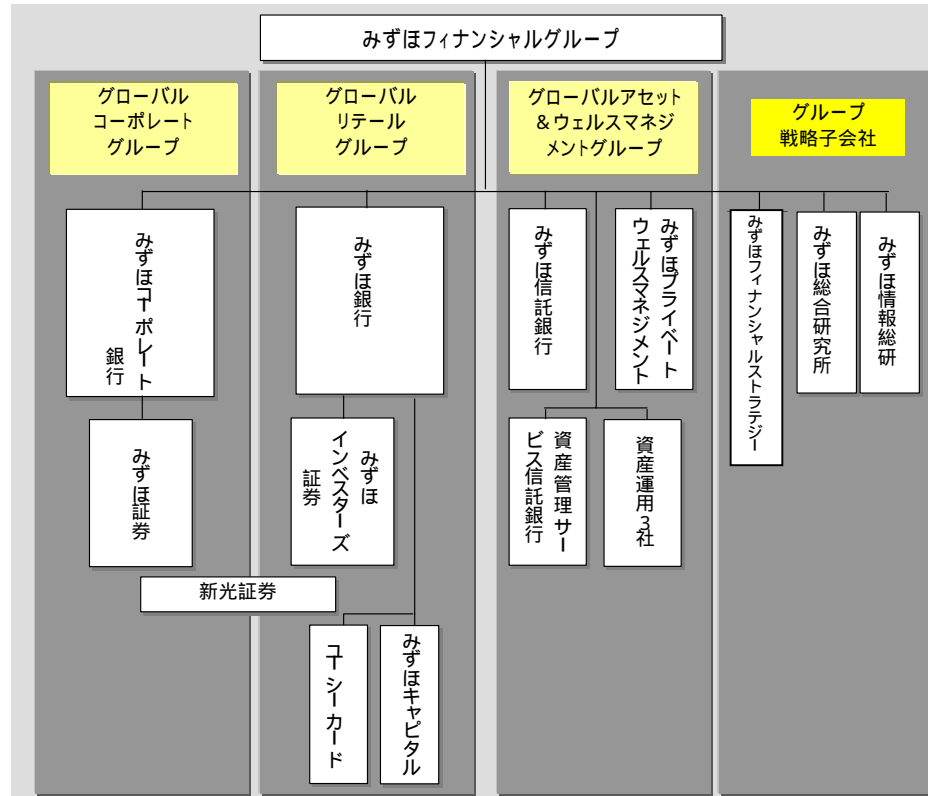 みずほフィナンシャルグループ
グローバル
コーポレート
グループ
グローバル
リテール
グループ
グローバルアセット
&ウェルスマネジ
メントグループ
グループ
戦略子会社
みずほコーポレート
銀行
みずほ銀行
みずほ信託銀行
みずほプライベート
ウェルスマネジメント
みずほフィナンシャルストラテジー
みずほ総合研究所
みずほ情報総研
みずほ証券
みずほ
インベスターズ
証券
資産管理サー
ビス信託銀行
資産運用3社
新光証券
ユーシーカード
みずほキャピタル